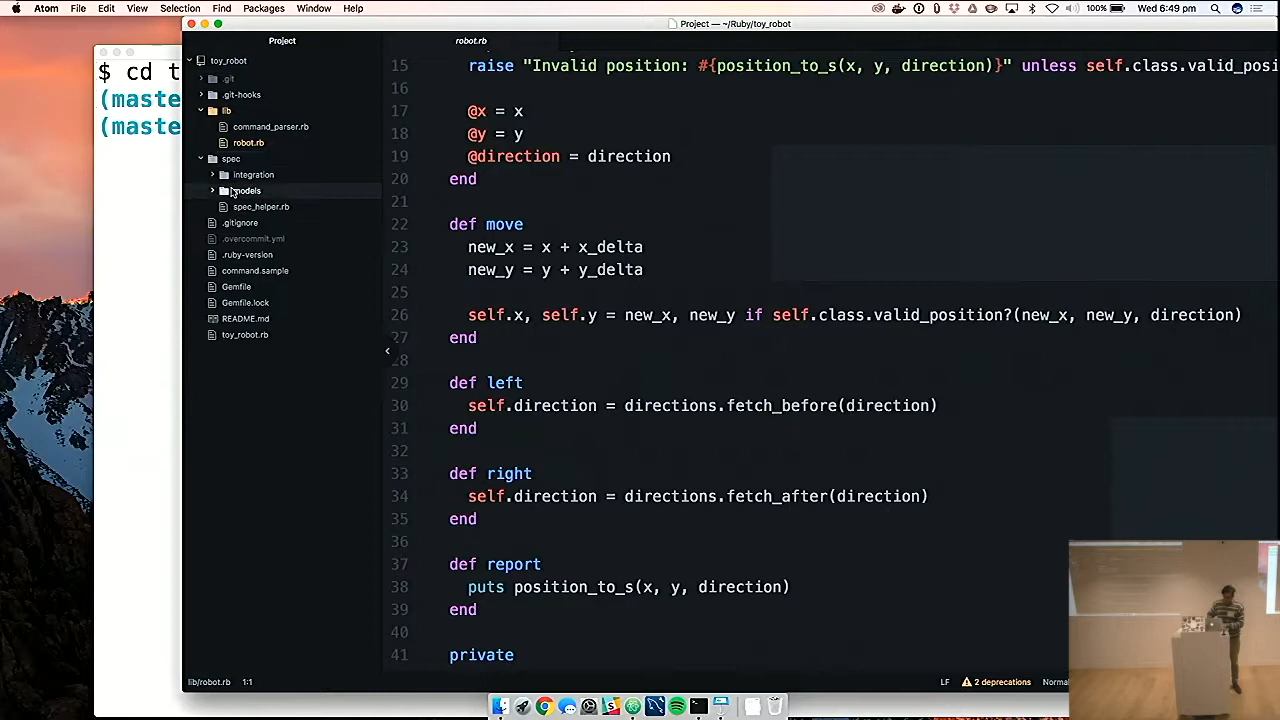 Atom File Edit View Selection Find Packages Window Help
100% Wed 6:49 pm
Project — ~/Ruby/toy_robot
Project
robot.rb
$ cd t
(maste
(maste
toy_robot
.git
.git-hooks
lib
command_parser.rb
robot.rb
spec
integration
models
spec_helper.rb
.gitignore
.overcommit.yml
.ruby-version
command.sample
Gemfile
Gemfile.lock
README.md
toy_robot.rb
15 raise "Invalid position: #{position_to_s(x, y, direction)}" unless self.class.valid_posi
16
17 @x = x
18 @y = y
19 @direction = direction
20 end
21
22 def move
23 new_x = x + x_delta
24 new_y = y + y_delta
25
26 self.x, self.y = new_x, new_y if self.class.valid_position?(new_x, new_y, direction)
27 end
28
29 def left
30 self.direction = directions.fetch_before(direction)
31 end
32
33 def right
34 self.direction = directions.fetch_after(direction)
35 end
36
37 def report
38 puts position_to_s(x, y, direction)
39 end
40
41 private
lib/robot.rb 1:1
LF 2 deprecations Norma